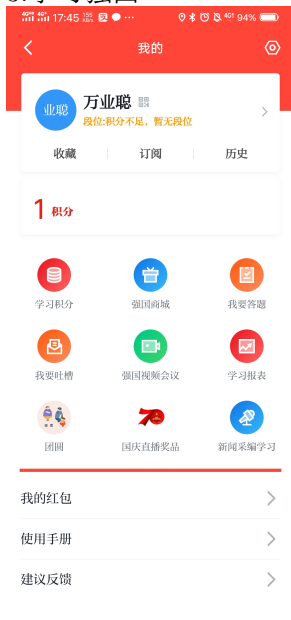 17:45
94%
我的
业聪 万业聪
段位:积分不足，暂无段位
收藏 订阅 历史
1 积分
学习积分 强国商城 我要答题
我要吐槽 强国视频会议 学习报表
团圆 国庆直播奖品 新闻采编学习
我的红包
使用手册
建议反馈